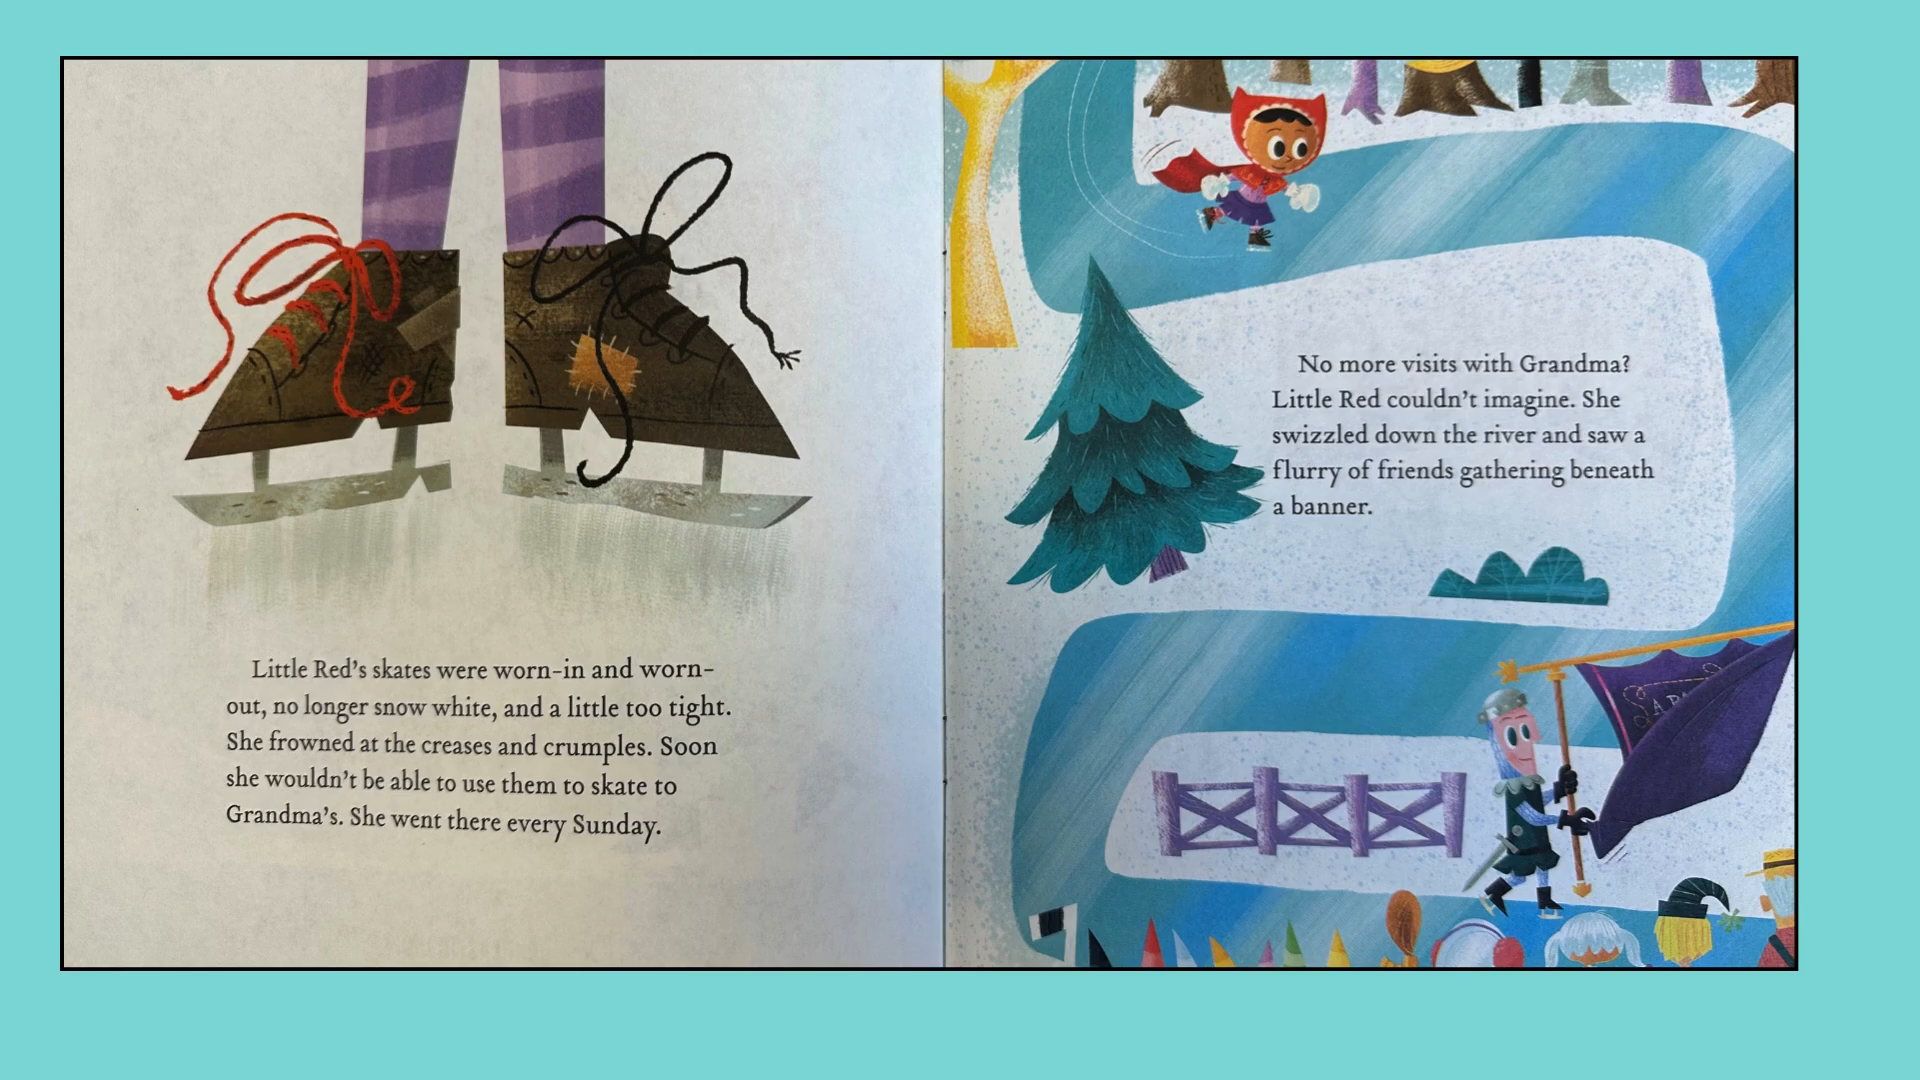 Little Red's skates were worn-in and worn-
out, no longer snow white, and a little too tight.
She frowned at the creases and crumples. Soon
she wouldn't be able to use them to skate to
Grandma's. She went there every Sunday.
No more visits with Grandma?
Little Red couldn't imagine. She
swizzled down the river and saw a
flurry of friends gathering beneath
a banner.